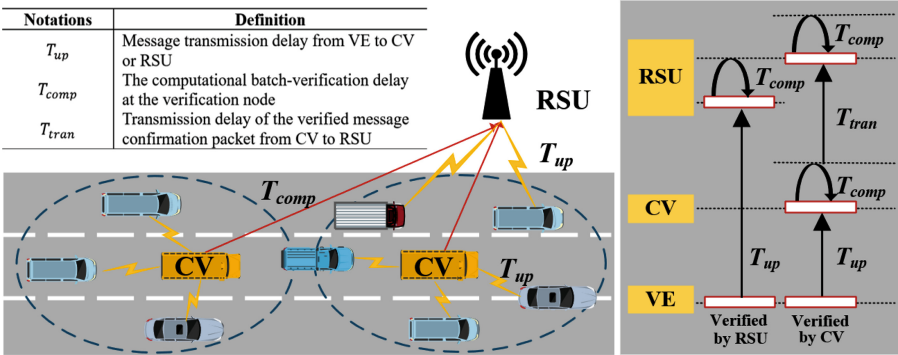 Notations Definition
T_up Message transmission delay from VE to CV
or RSU
T_comp The computational batch-verification delay
at the verification node
T_tran Transmission delay of the verified message
confirmation packet from CV to RSU
RSU
T_up
T_comp
CV
CV
T_up
RSU
T_comp
T_comp
T_tran
CV
T_comp
T_up
T_up
VE
Verified
by RSU
Verified
by CV